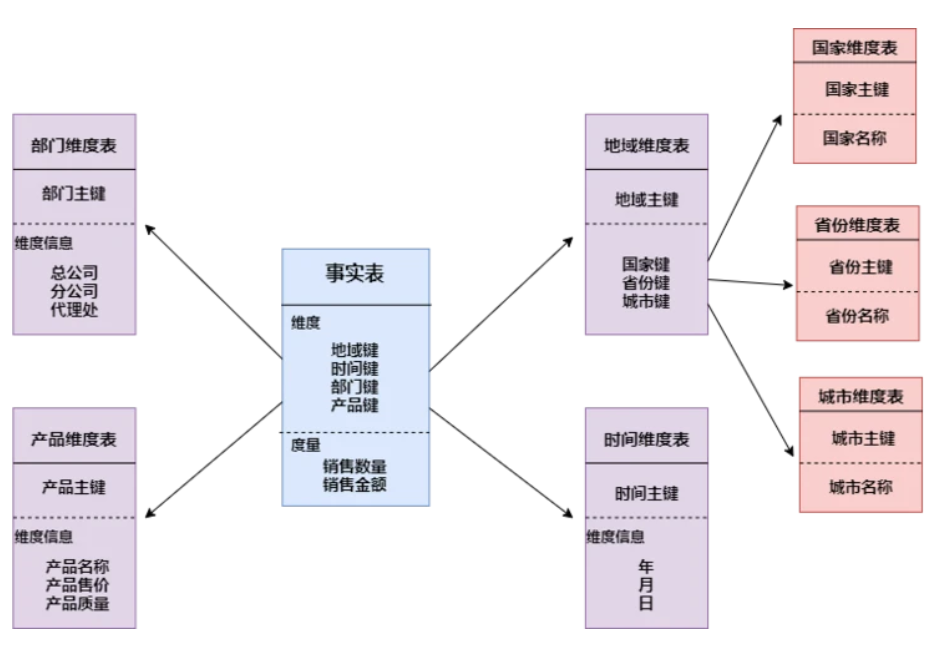 部门维度表
部门主键
维度信息
总公司
分公司
代理处
产品维度表
产品主键
维度信息
产品名称
产品售价
产品质量
事实表
维度
地域键
时间键
部门键
产品键
度量
销售数量
销售金额
地域维度表
地域主键
国家键
省份键
城市键
时间维度表
时间主键
维度信息
年
月
日
国家维度表
国家主键
国家名称
省份维度表
省份主键
省份名称
城市维度表
城市主键
城市名称